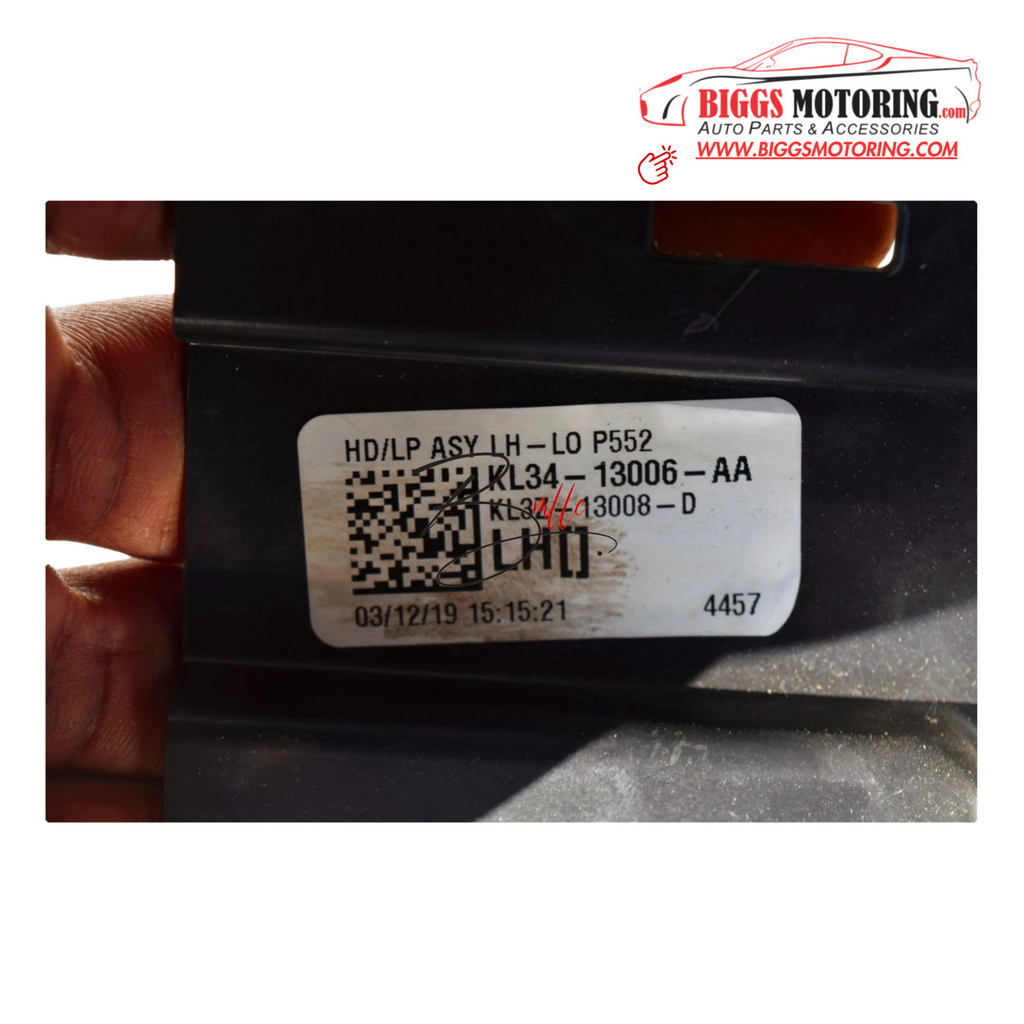 BIGGS MOTORING.com
AUTO PARTS & ACCESSORIES
WWW.BIGGSMOTORING.COM
HD/LP ASY LH-LO P552
KL34-13006-AA
KL34-13008-D
LH[].
03/12/19 15:15:21
4457